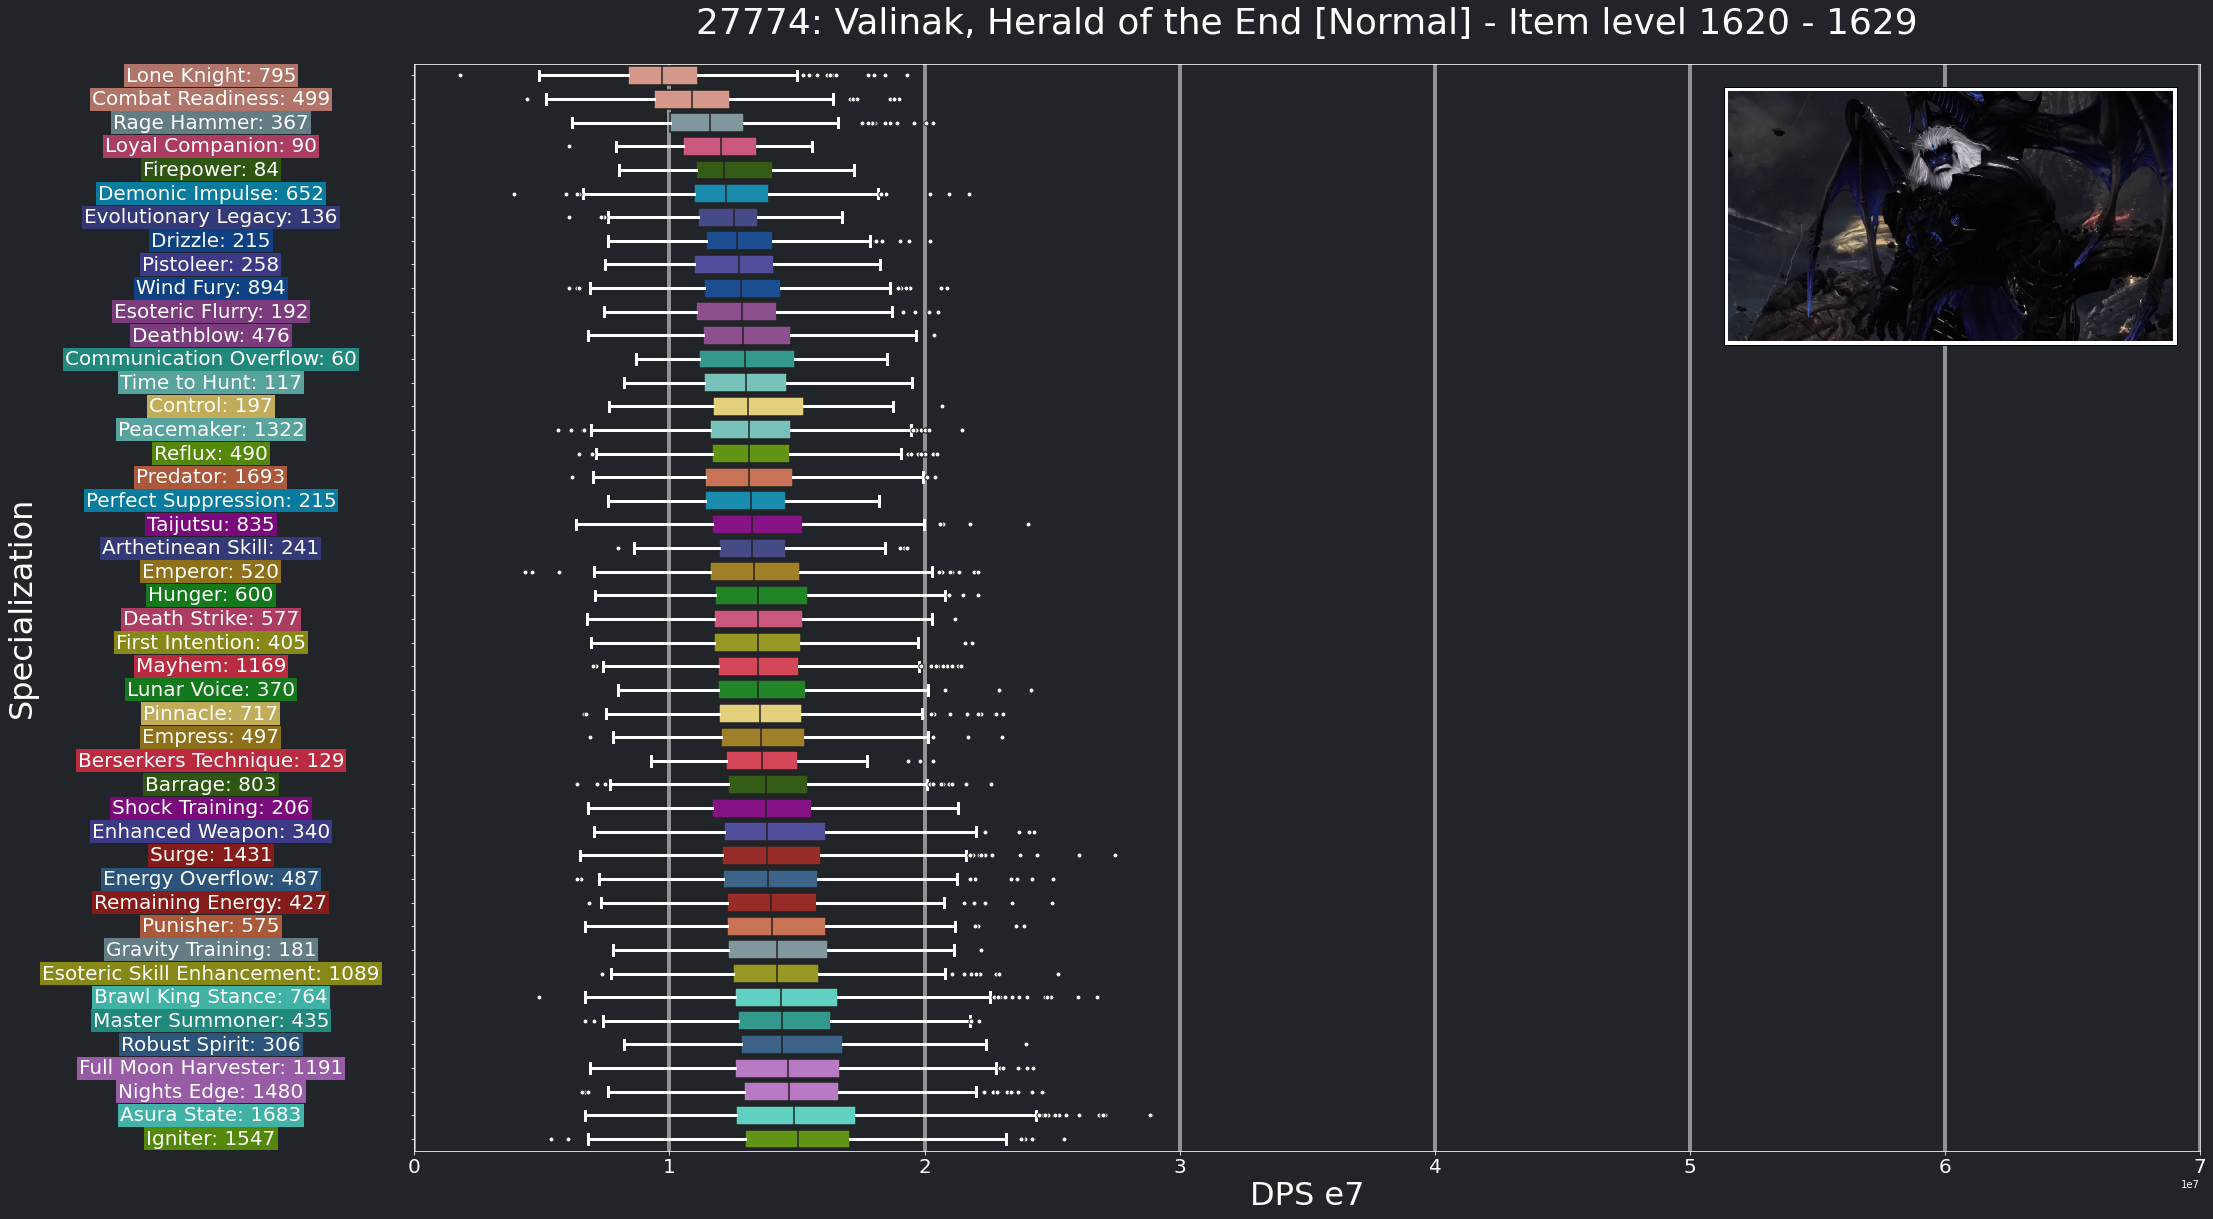 27774: Valinak, Herald of the End [Normal] - Item level 1620 - 1629
Specialization
Lone Knight: 795
Combat Readiness: 499
Rage Hammer: 367
Loyal Companion: 90
Firepower: 84
Demonic Impulse: 652
Evolutionary Legacy: 136
Drizzle: 215
Pistoleer: 258
Wind Fury: 894
Esoteric Flurry: 192
Deathblow: 476
Communication Overflow: 60
Time to Hunt: 117
Control: 197
Peacemaker: 1322
Reflux: 490
Predator: 1693
Perfect Suppression: 215
Taijutsu: 835
Arthetinean Skill: 241
Emperor: 520
Hunger: 600
Death Strike: 577
First Intention: 405
Mayhem: 1169
Lunar Voice: 370
Pinnacle: 717
Empress: 497
Berserkers Technique: 129
Barrage: 803
Shock Training: 206
Enhanced Weapon: 340
Surge: 1431
Energy Overflow: 487
Remaining Energy: 427
Punisher: 575
Gravity Training: 181
Esoteric Skill Enhancement: 1089
Brawl King Stance: 764
Master Summoner: 435
Robust Spirit: 306
Full Moon Harvester: 1191
Nights Edge: 1480
Asura State: 1683
Igniter: 1547
0 1 2 3 4 5 6 7
1e7
DPS e7